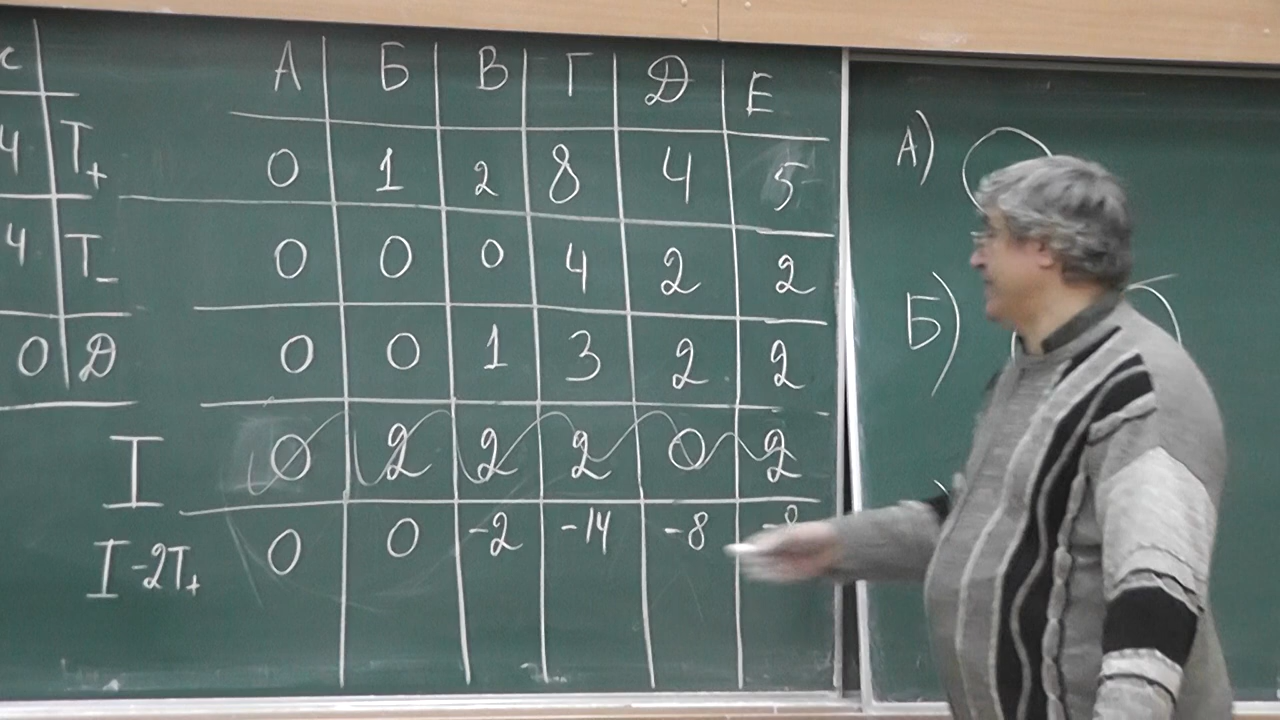 с А Б В Г Д Е
4 T+ 0 1 2 8 4 5
4 T- 0 0 0 4 2 2
0 Д 0 0 1 3 2 2
I 0 2 2 2 0 2
I-2T+ 0 0 -2 -14 -8 -8
А)
Б)